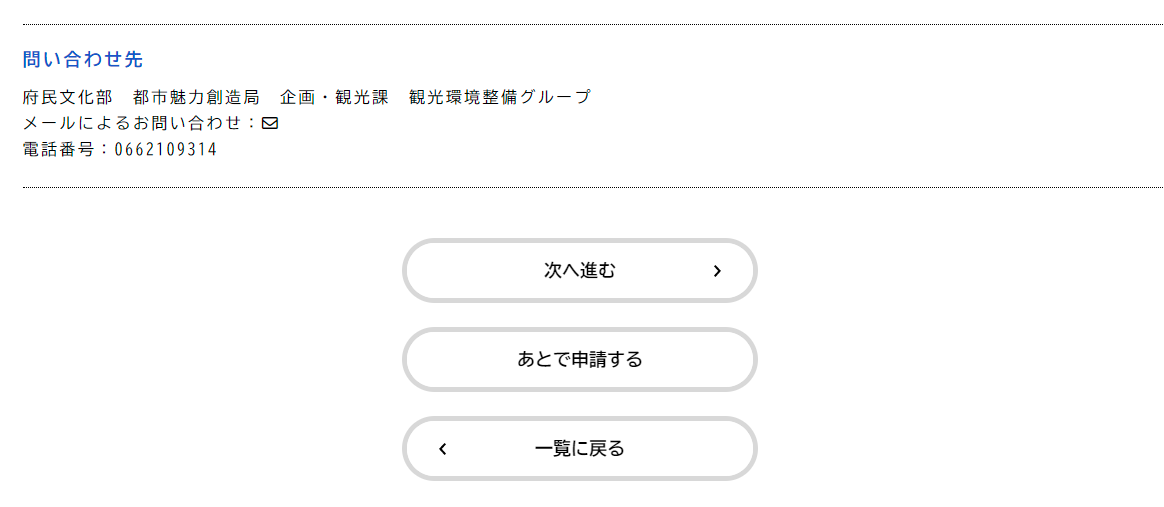 問い合わせ先
府民文化部　都市魅力創造局　企画・観光課　観光環境整備グループ
メールによるお問い合わせ：
電話番号：0662109314
次へ進む
あとで申請する
一覧に戻る